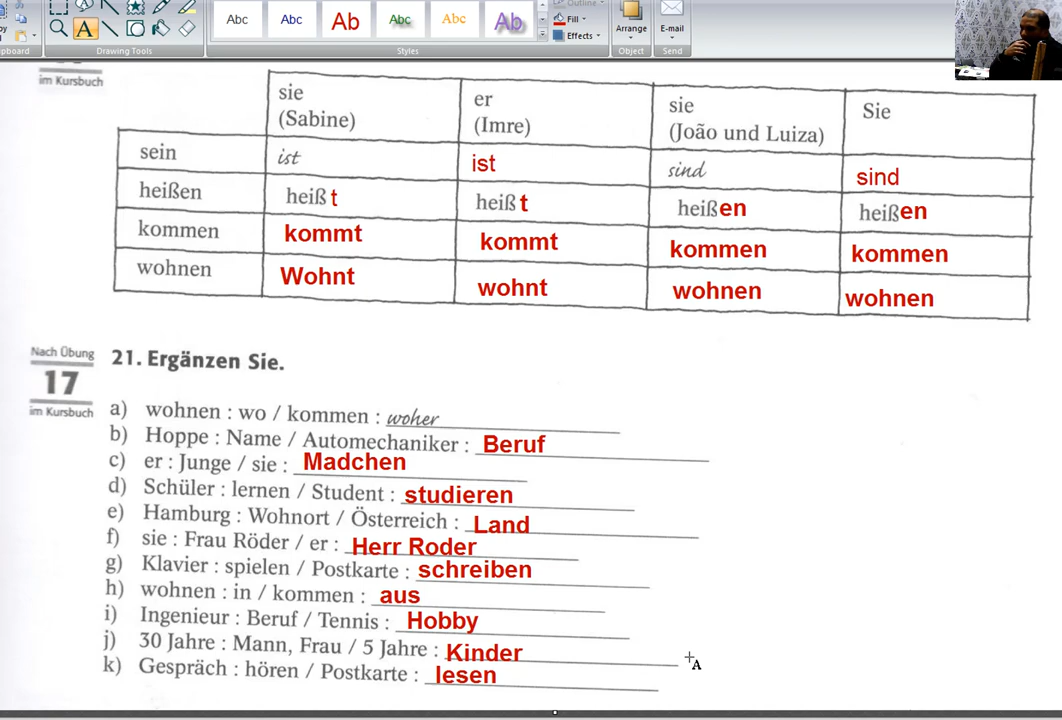 Abc Abc Ab Abc Abc Ab
Fill
Effects
Arrange
E-mail
Drawing Tools
Styles
Object
Send
im Kursbuch
sie (Sabine) er (Imre) sie (João und Luiza) Sie
sein ist ist sind sind
heißen heißt heißt heißen heißen
kommen kommt kommt kommen kommen
wohnen Wohnt wohnt wohnen wohnen
Nach Übung
17
im Kursbuch
21. Ergänzen Sie.
a) wohnen : wo / kommen : woher
b) Hoppe : Name / Automechaniker : Beruf
c) er : Junge / sie : Madchen
d) Schüler : lernen / Student : studieren
e) Hamburg : Wohnort / Österreich : Land
f) sie : Frau Röder / er : Herr Roder
g) Klavier : spielen / Postkarte : schreiben
h) wohnen : in / kommen : aus
i) Ingenieur : Beruf / Tennis : Hobby
j) 30 Jahre : Mann, Frau / 5 Jahre : Kinder
k) Gespräch : hören / Postkarte : lesen